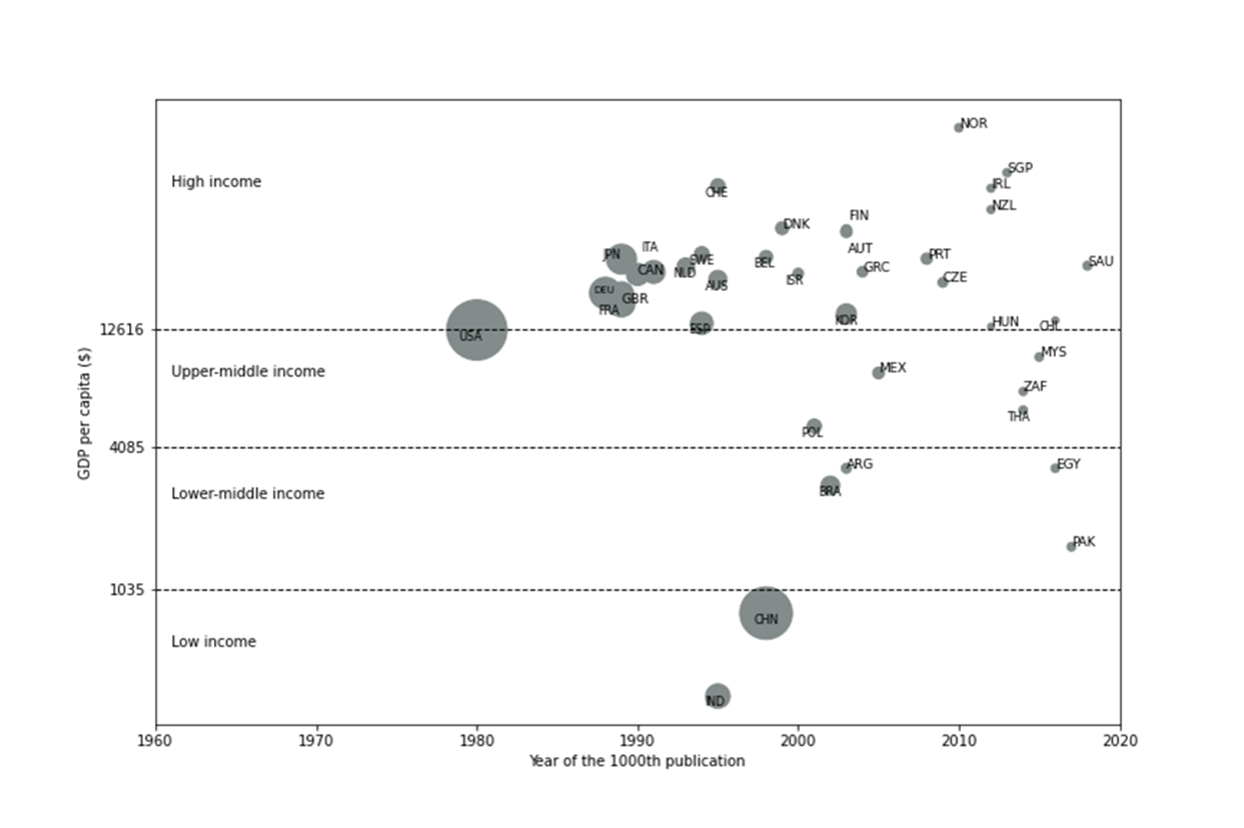 NOR
High income
SGP
IRL
CHE
NZL
FIN
DNK
ITA
AUT
JPN
PRT
SWE
BEL
SAU
CAN
NLD
GRC
CZE
ISR
AUS
DEU
GBR
FRA
KOR
HUN
CHL
ESP
12616
USA
MYS
Upper-middle income
MEX
ZAF
THA
POL
4085
ARG
EGY
BRA
Lower-middle income
PAK
1035
CHN
Low income
IND
1960 1970 1980 1990 2000 2010 2020
Year of the 1000th publication
GDP per capita ($)